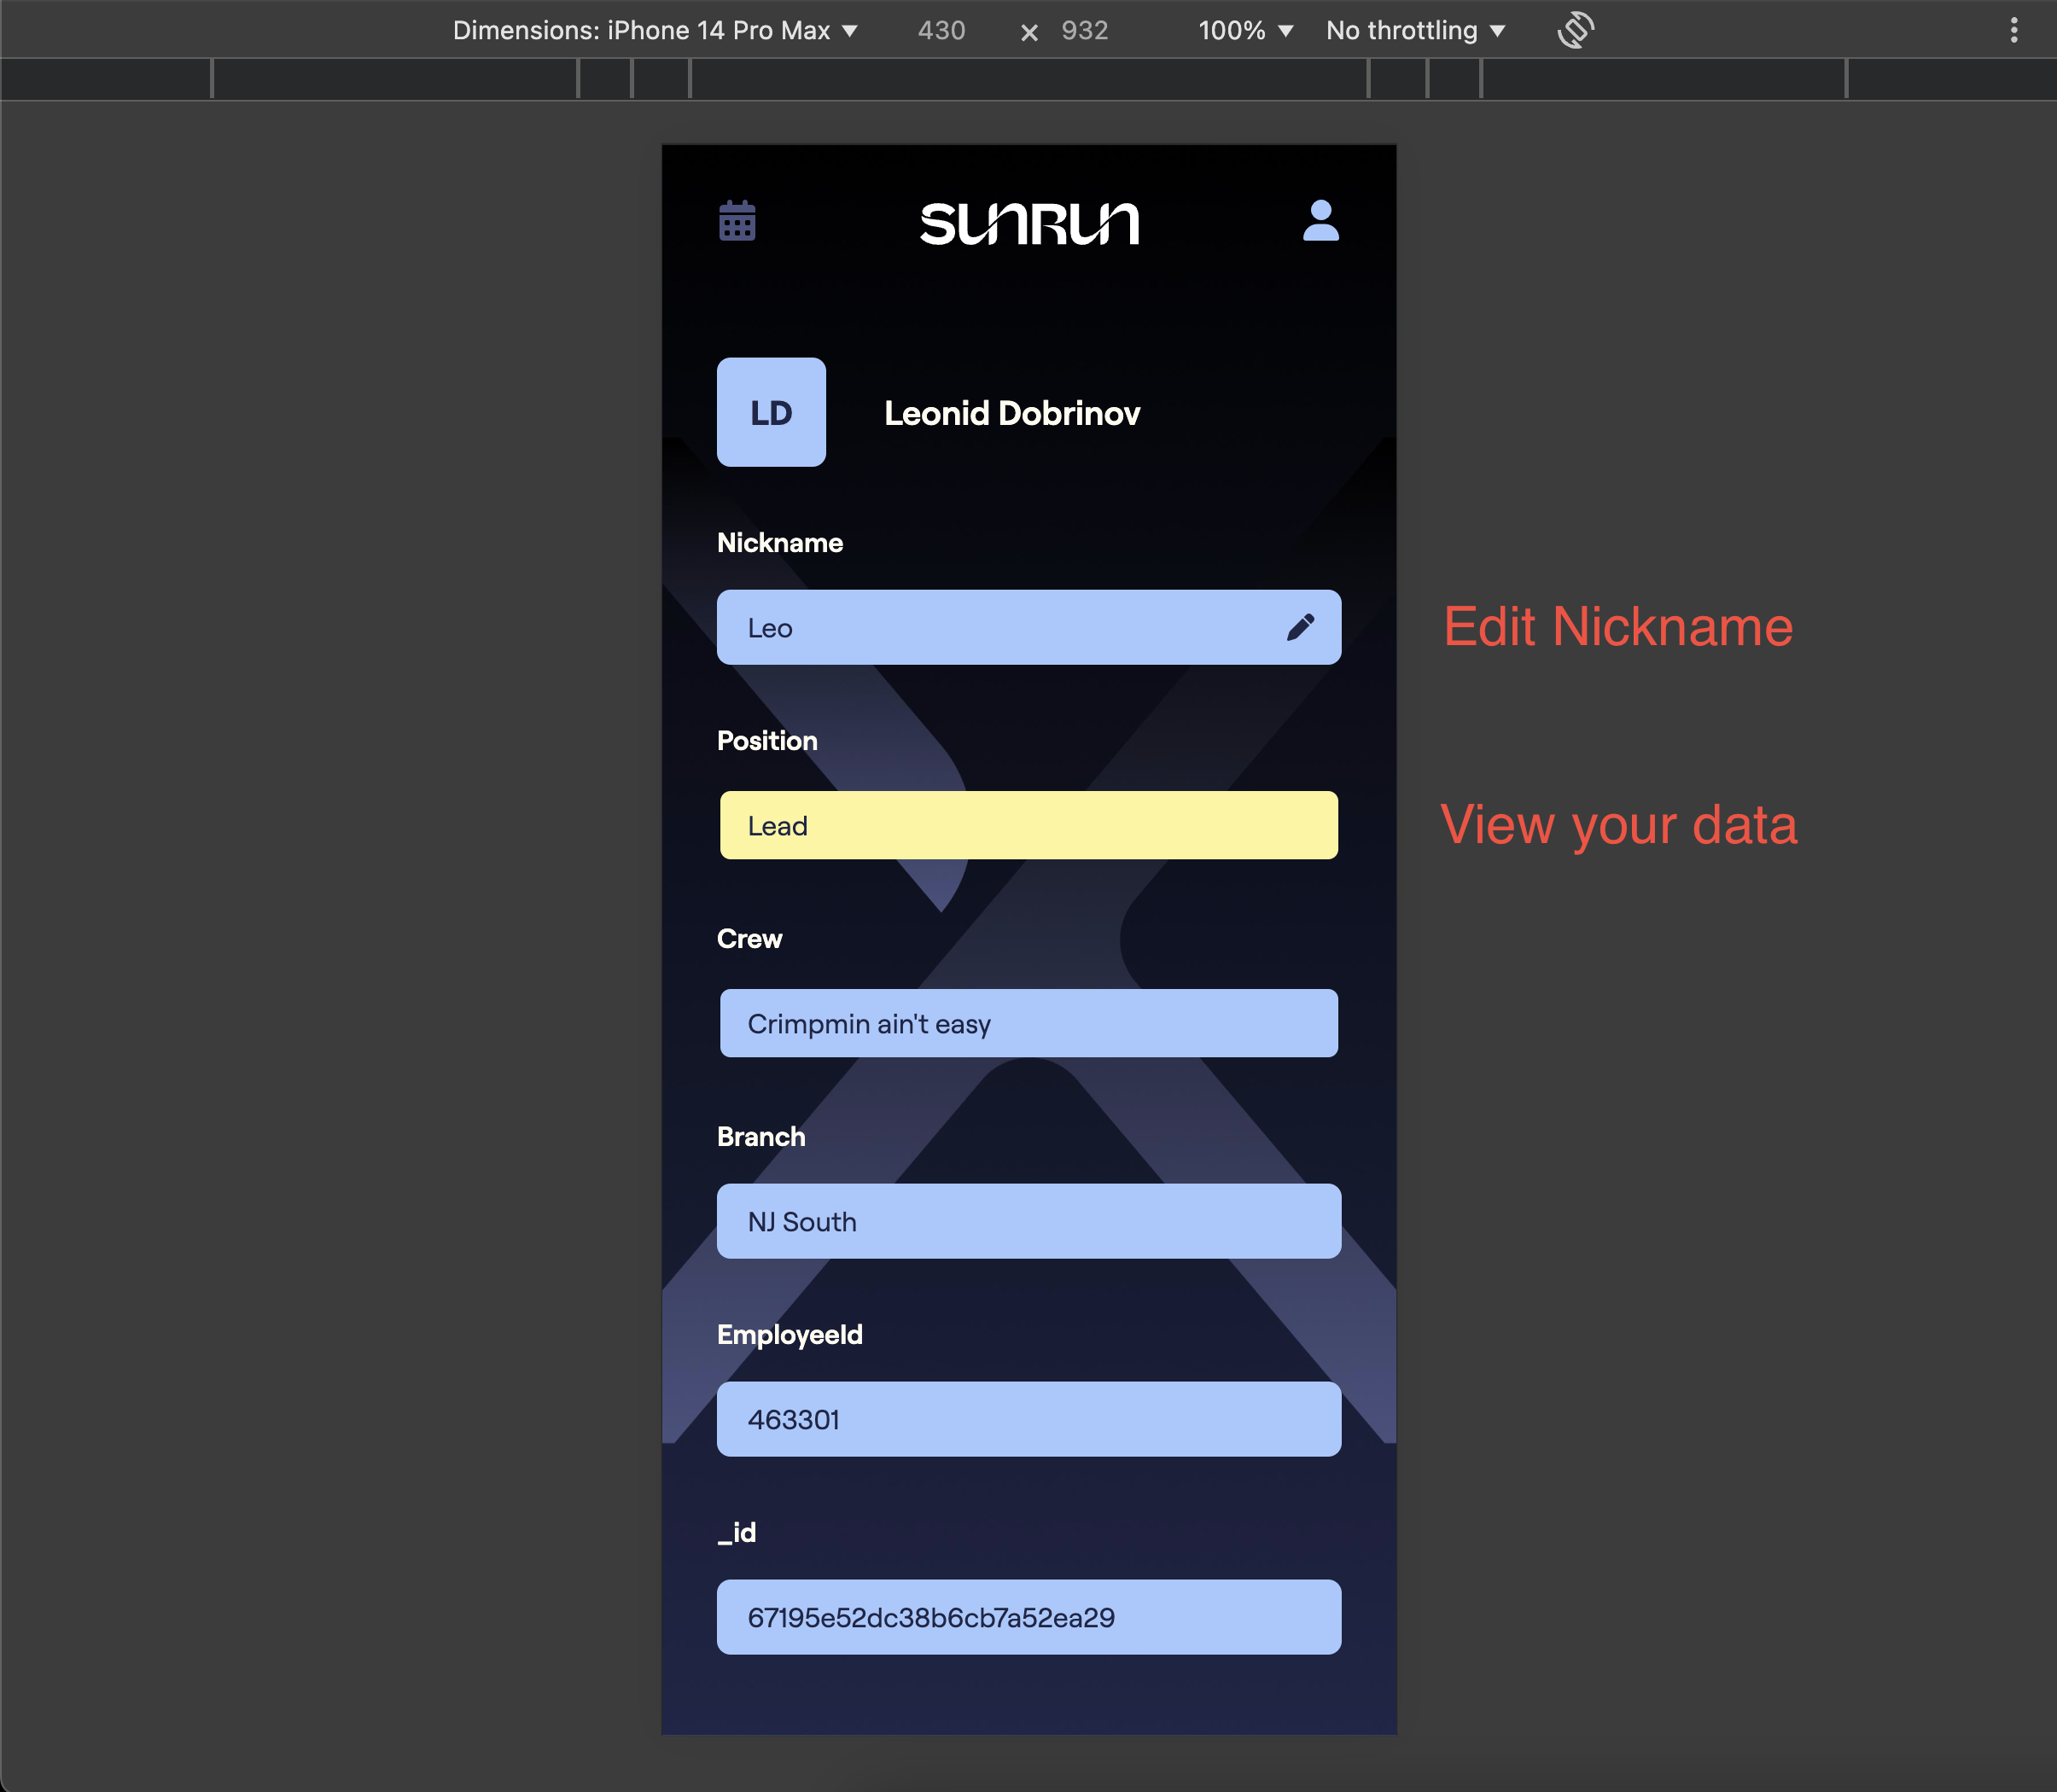 Dimensions: iPhone 14 Pro Max 430 × 932 100% No throttling
SUNRUN
LD
Leonid Dobrinov
Nickname
Leo
Edit Nickname
Position
Lead
View your data
Crew
Crimpmin ain't easy
Branch
NJ South
EmployeeId
463301
_id
67195e52dc38b6cb7a52ea29